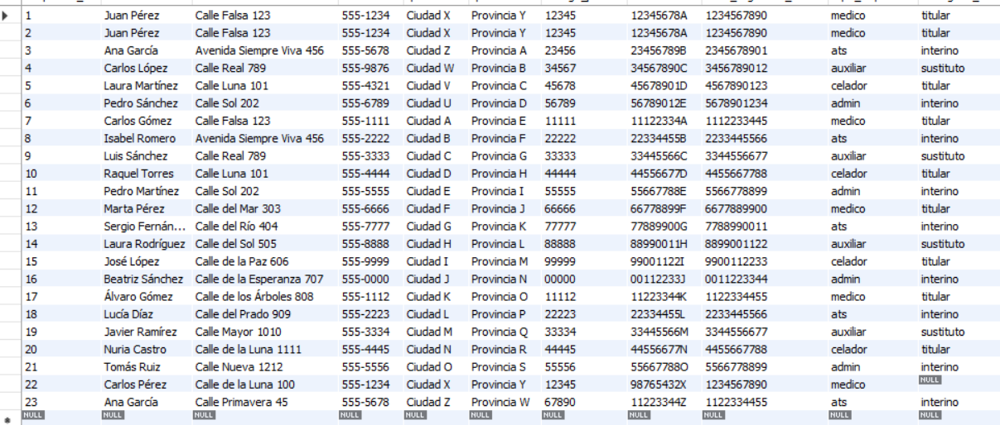 1 Juan Pérez Calle Falsa 123 555-1234 Ciudad X Provincia Y 12345 12345678A 1234567890 medico titular
2 Juan Pérez Calle Falsa 123 555-1234 Ciudad X Provincia Y 12345 12345678A 1234567890 medico titular
3 Ana García Avenida Siempre Viva 456 555-5678 Ciudad Z Provincia A 23456 23456789B 2345678901 ats interino
4 Carlos López Calle Real 789 555-9876 Ciudad W Provincia B 34567 34567890C 3456789012 auxiliar sustituto
5 Laura Martínez Calle Luna 101 555-4321 Ciudad V Provincia C 45678 45678901D 4567890123 celador titular
6 Pedro Sánchez Calle Sol 202 555-6789 Ciudad U Provincia D 56789 56789012E 5678901234 admin interino
7 Carlos Gómez Calle Falsa 123 555-1111 Ciudad A Provincia E 11111 11122334A 1112233445 medico titular
8 Isabel Romero Avenida Siempre Viva 456 555-2222 Ciudad B Provincia F 22222 22334455B 2233445566 ats interino
9 Luis Sánchez Calle Real 789 555-3333 Ciudad C Provincia G 33333 33445566C 3344556677 auxiliar sustituto
10 Raquel Torres Calle Luna 101 555-4444 Ciudad D Provincia H 44444 44556677D 4455667788 celador titular
11 Pedro Martínez Calle Sol 202 555-5555 Ciudad E Provincia I 55555 55667788E 5566778899 admin interino
12 Marta Pérez Calle del Mar 303 555-6666 Ciudad F Provincia J 66666 66778899F 6677889900 medico titular
13 Sergio Fernán... Calle del Río 404 555-7777 Ciudad G Provincia K 77777 77889900G 7788990011 ats interino
14 Laura Rodríguez Calle del Sol 505 555-8888 Ciudad H Provincia L 88888 88990011H 8899001122 auxiliar sustituto
15 José López Calle de la Paz 606 555-9999 Ciudad I Provincia M 99999 99001122I 9900112233 celador titular
16 Beatriz Sánchez Calle de la Esperanza 707 555-0000 Ciudad J Provincia N 00000 00112233J 0011223344 admin interino
17 Álvaro Gómez Calle de los Árboles 808 555-1112 Ciudad K Provincia O 11112 11223344K 1122334455 medico titular
18 Lucía Díaz Calle del Prado 909 555-2223 Ciudad L Provincia P 22223 22334455L 2233445566 ats interino
19 Javier Ramírez Calle Mayor 1010 555-3334 Ciudad M Provincia Q 33334 33445566M 3344556677 auxiliar sustituto
20 Nuria Castro Calle de la Luna 1111 555-4445 Ciudad N Provincia R 44445 44556677N 4455667788 celador titular
21 Tomás Ruiz Calle Nueva 1212 555-5556 Ciudad O Provincia S 55556 55667788O 5566778899 admin interino
22 Carlos Pérez Calle de la Luna 100 555-1234 Ciudad X Provincia Y 12345 98765432X 1234567890 medico NULL
23 Ana García Calle Primavera 45 555-5678 Ciudad Z Provincia W 67890 11223344Z 1122334455 ats interino
NULL NULL NULL NULL NULL NULL NULL NULL NULL NULL NULL